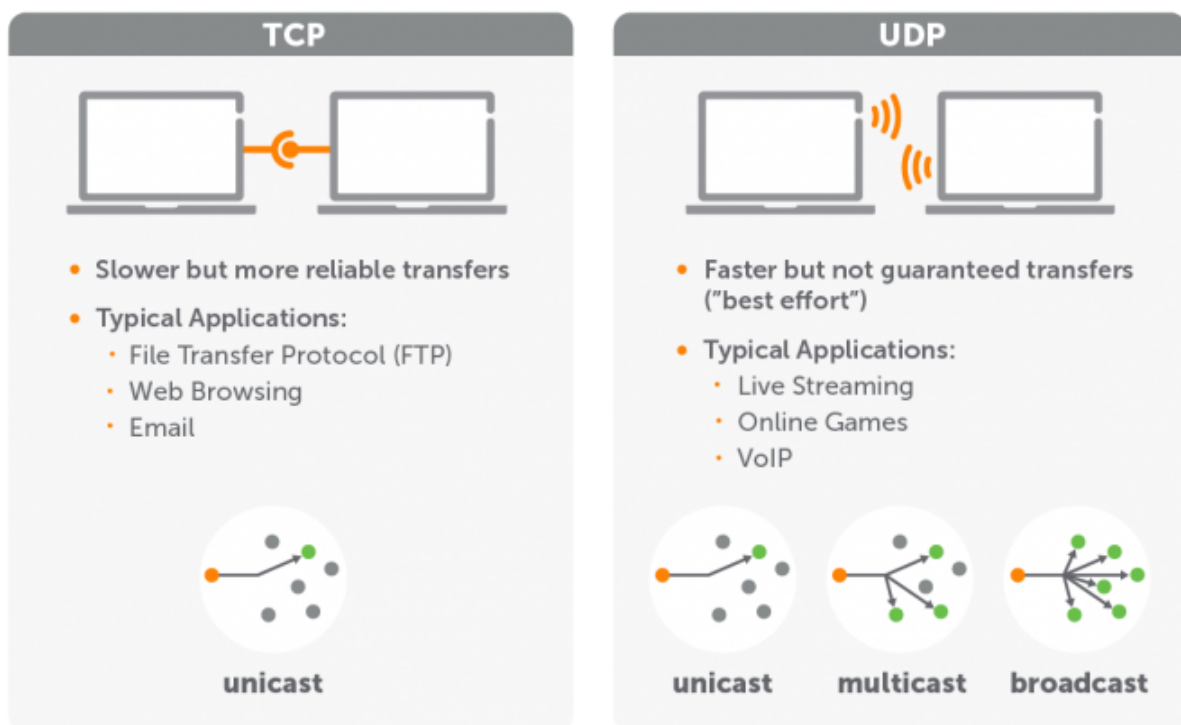 TCP
Slower but more reliable transfers
Typical Applications:
File Transfer Protocol (FTP)
Web Browsing
Email
unicast
UDP
Faster but not guaranteed transfers
("best effort")
Typical Applications:
Live Streaming
Online Games
VoIP
unicast
multicast
broadcast